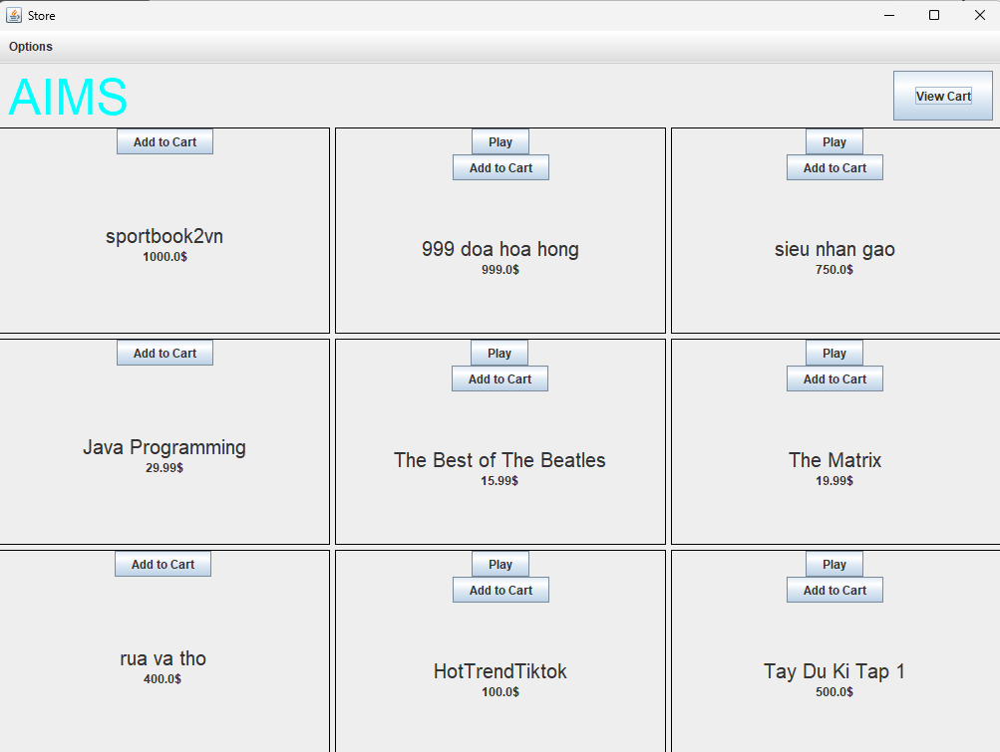 Store
Options
AIMS
View Cart
Add to Cart
sportbook2vn
1000.0$
Play
Add to Cart
999 doa hoa hong
999.0$
Play
Add to Cart
sieu nhan gao
750.0$
Add to Cart
Java Programming
29.99$
Play
Add to Cart
The Best of The Beatles
15.99$
Play
Add to Cart
The Matrix
19.99$
Add to Cart
rua va tho
400.0$
Play
Add to Cart
HotTrendTiktok
100.0$
Play
Add to Cart
Tay Du Ki Tap 1
500.0$